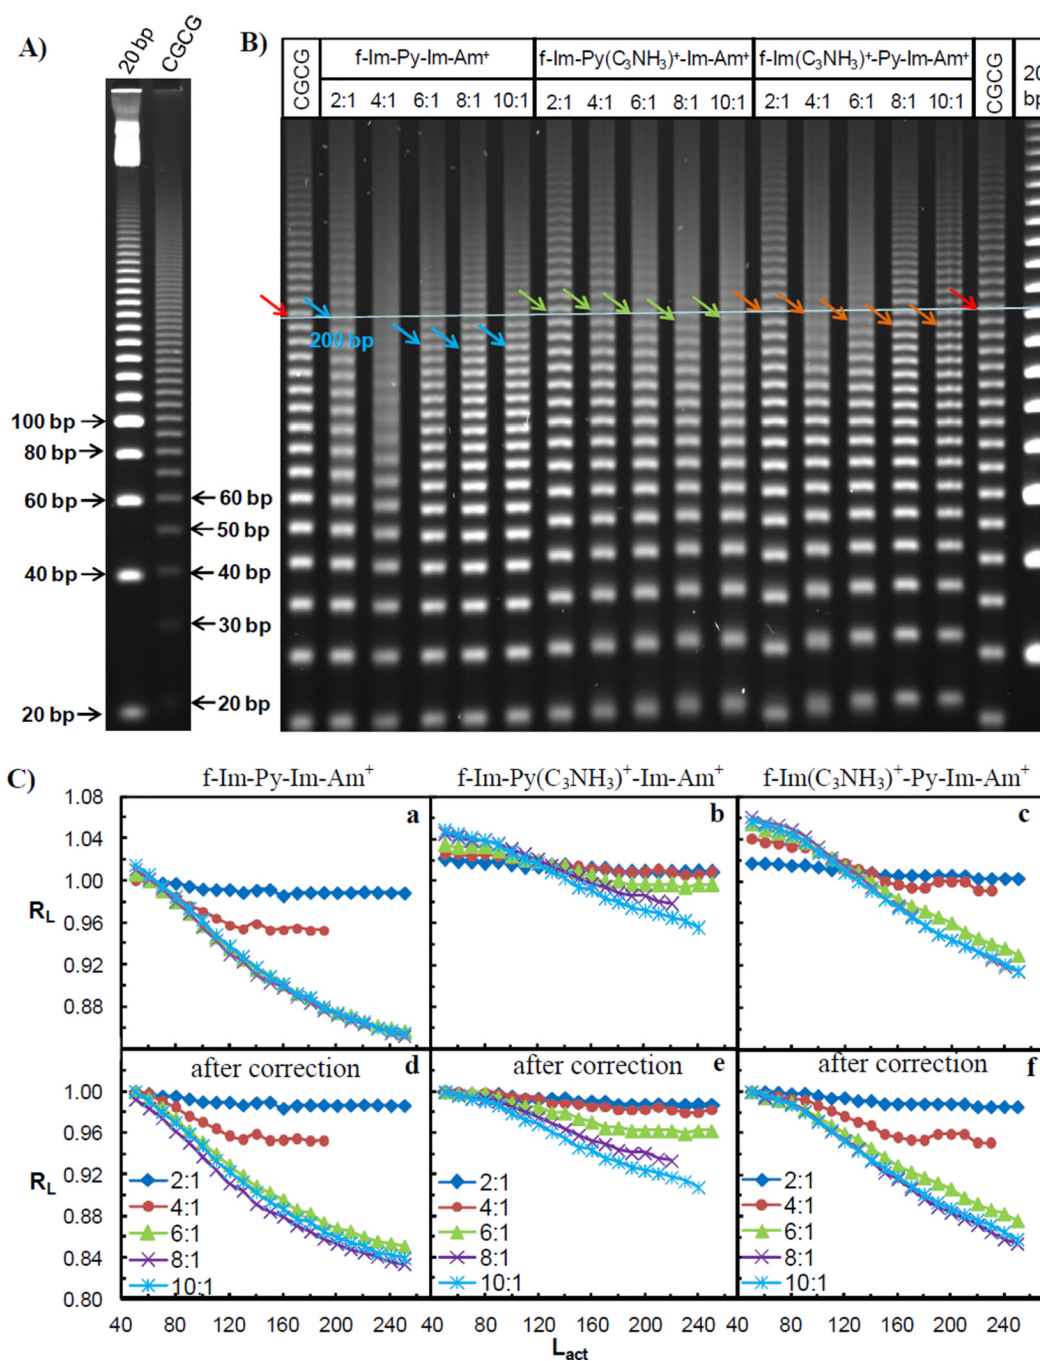 A)
20 bp
CGCG
100 bp
80 bp
60 bp
40 bp
20 bp
60 bp
50 bp
40 bp
30 bp
20 bp
B)
CGCG
f-Im-Py-Im-Am⁺
f-Im-Py(C₃NH₃)⁺-Im-Am⁺
f-Im(C₃NH₃)⁺-Py-Im-Am⁺
CGCG
20
bp
2:1 4:1 6:1 8:1 10:1 2:1 4:1 6:1 8:1 10:1 2:1 4:1 6:1 8:1 10:1
200 bp
C)
f-Im-Py-Im-Am⁺
f-Im-Py(C₃NH₃)⁺-Im-Am⁺
f-Im(C₃NH₃)⁺-Py-Im-Am⁺
a
b
c
1.08
1.04
1.00
0.96
0.92
0.88
R_L
after correction d
after correction e
after correction f
1.00
0.96
0.92
0.88
0.84
0.80
R_L
2:1
4:1
6:1
8:1
10:1
2:1
4:1
6:1
8:1
10:1
2:1
4:1
6:1
8:1
10:1
40 80 120 160 200 240 40 80 120 160 200 240 40 80 120 160 200 240
L_act